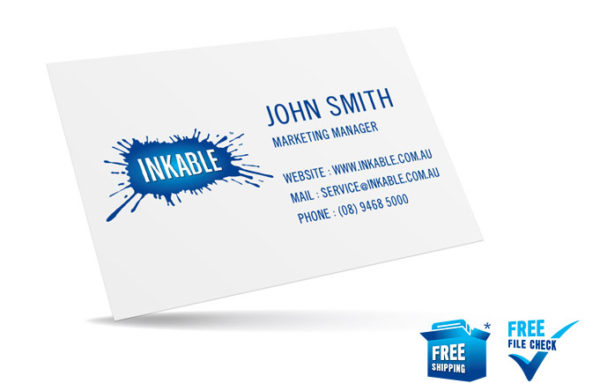 INKABLE
JOHN SMITH
MARKETING MANAGER
WEBSITE : WWW.INKABLE.COM.AU
MAIL : SERVICE@INKABLE.COM.AU
PHONE : (08) 9468 5000
FREE
SHIPPING
*
FREE
FILE CHECK